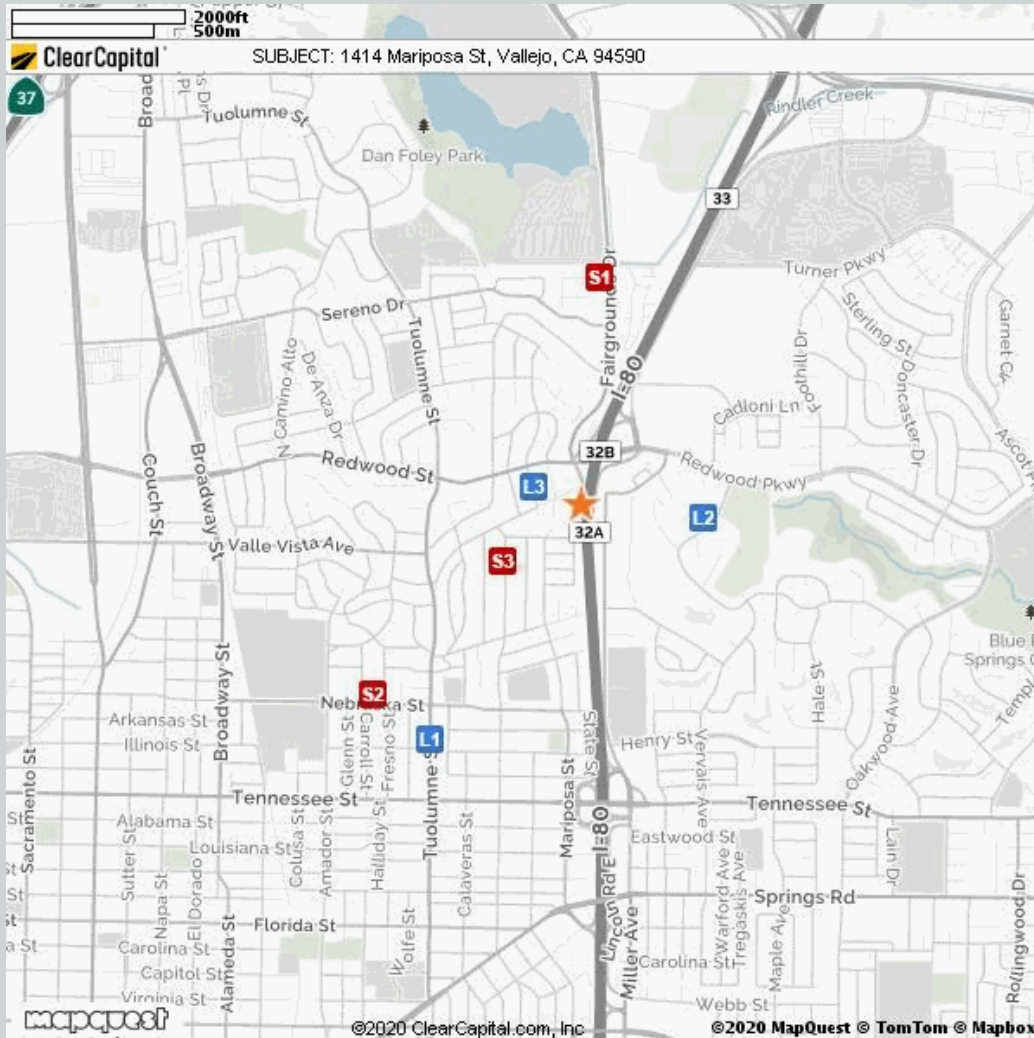 2000ft
500m
ClearCapital
SUBJECT: 1414 Mariposa St, Vallejo, CA 94590
37
Broad
Tuolumne St
Rindler Creek
Dan Foley Park
33
S1
Fairgrounds Dr
Turner Pkwy
Sereno Dr
Sterling St
Garnet Cir
Tuolumne St
I-80
Foothill Dr
N Camino Alto
De Anza Dr
Cadloni Ln
Doncaster Dr
Ascot
32B
Couch St
Broadway St
Redwood St
Redwood Pkwy
L3
L2
32A
Valle Vista Ave
S3
Blue
Springs
S2
Nebraska St
Hale St
Arkansas St
Illinois St
Broadway St
Glenn St
Carroll St
Fresno St
L1
State St
Henry St
Vervais Ave
Oakwood Ave
Sacramento St
Tennessee St
Mariposa St
Tennessee St
Alabama St
Louisiana St
Colusa St
Amador St
Halliday St
Tuolumne St
Calaveras St
I-80
Eastwood St
Lain Dr
Sutter St
Napa St
El Dorado
Lincoln Rd E
Warford Ave
Tregaskis Ave
Springs Rd
Rollingwood Dr
Florida St
Carolina St
Alameda St
Wolfe St
Miller Ave
Maple Ave
Carolina St
Capitol St
Virginia St
Webb St
mapquest
©2020 ClearCapital.com, Inc
©2020 MapQuest © TomTom © Mapbox